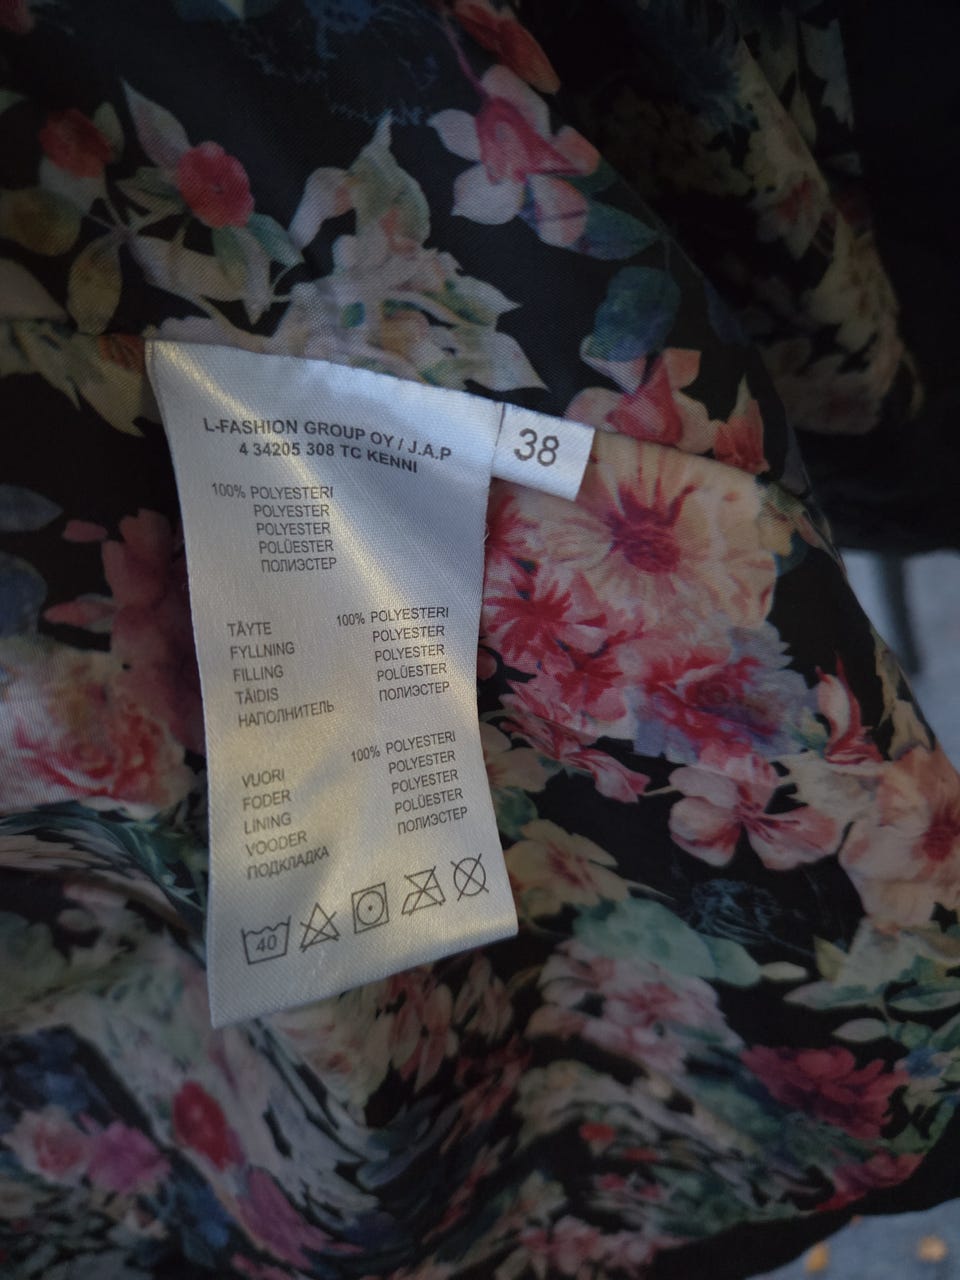 L-FASHION GROUP OY / J.A.P
4 34205 308 TC KENNI
38
100% POLYESTERI
POLYESTER
POLYESTER
POLÜESTER
ПОЛИЭСТЕР
TÄYTE 100% POLYESTERI
FYLLNING POLYESTER
FILLING POLYESTER
TÄIDIS POLÜESTER
НАПОЛНИТЕЛЬ ПОЛИЭСТЕР
VUORI 100% POLYESTERI
FODER POLYESTER
LINING POLYESTER
VOODER POLÜESTER
ПОДКЛАДКА ПОЛИЭСТЕР
40